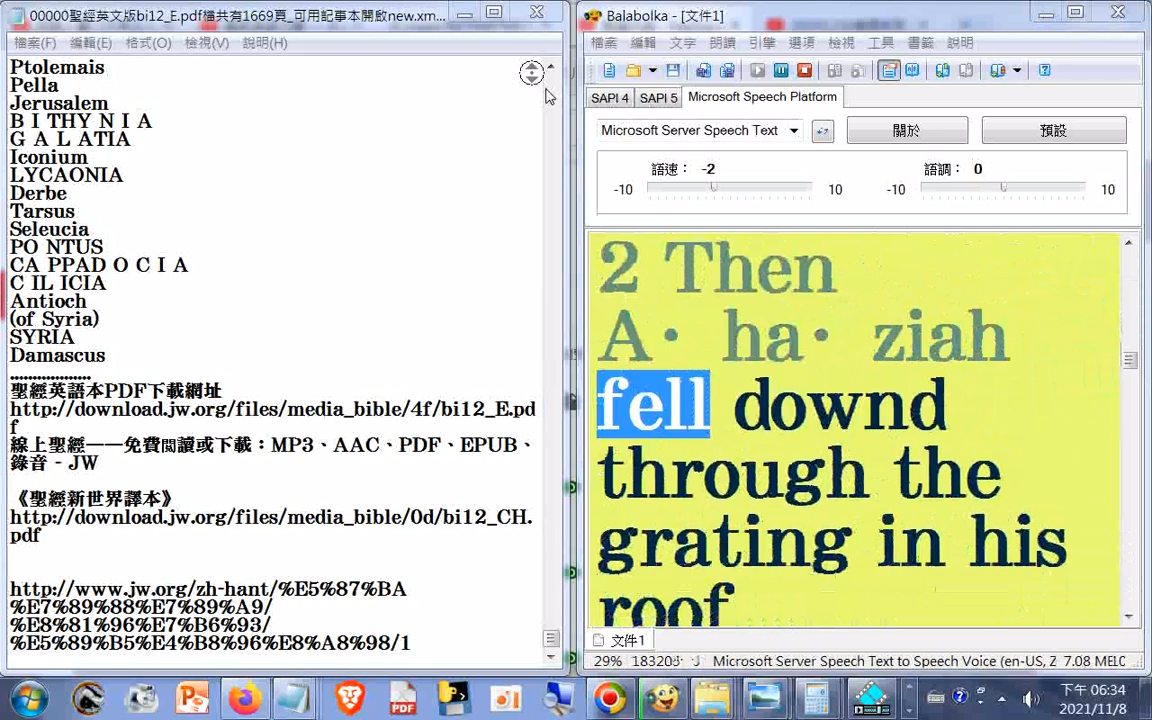 00000聖經英文版bi12_E.pdf檔共有1669頁_可用記事本開啟new.xm...
檔案(F) 編輯(E) 格式(O) 檢視(V) 說明(H)
Ptolemais
Pella
Jerusalem
B I THY N I A
G A L ATIA
Iconium
LYCAONIA
Derbe
Tarsus
Seleucia
PO NTUS
CA PPAD O C I A
C IL ICIA
Antioch
(of Syria)
SYRIA
Damascus
..................
聖經英語本PDF下載網址
http://download.jw.org/files/media_bible/4f/bi12_E.pd
f
線上聖經——免費閱讀或下載：MP3、AAC、PDF、EPUB、
錄音 - JW
《聖經新世界譯本》
http://download.jw.org/files/media_bible/0d/bi12_CH.
pdf
http://www.jw.org/zh-hant/%E5%87%BA
%E7%89%88%E7%89%A9/
%E8%81%96%E7%B6%93/
%E5%89%B5%E4%B8%96%E8%A8%98/1
Balabolka - [文件1]
檔案 編輯 文字 朗讀 引擎 選項 檢視 工具 書籤 說明
SAPI 4 SAPI 5 Microsoft Speech Platform
Microsoft Server Speech Text 關於 預設
語速： -2 語調： 0
-10 10 -10 10
2 Then
A· ha· ziah
fell downd
through the
grating in his
roof
文件1
29% Microsoft Server Speech Text to Speech Voice (en-US, Z 7.08 MELC
下午 06:34
2021/11/8